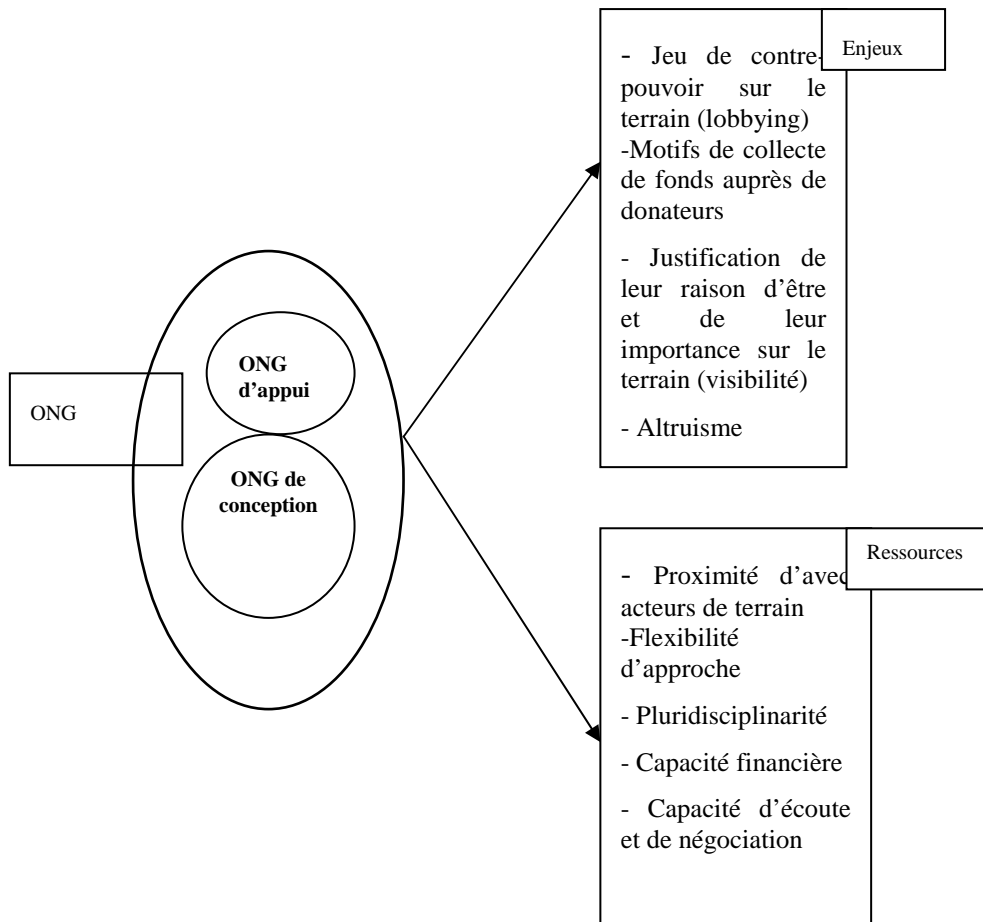 ONG
ONG
d’appui
ONG de
conception
Enjeux
- Jeu de contre-
pouvoir sur le
terrain (lobbying)
-Motifs de collecte
de fonds auprès de
donateurs
- Justification de
leur raison d’être
et de leur
importance sur le
terrain (visibilité)
- Altruisme
Ressources
- Proximité d’avec
acteurs de terrain
-Flexibilité
d’approche
- Pluridisciplinarité
- Capacité financière
- Capacité d’écoute
et de négociation